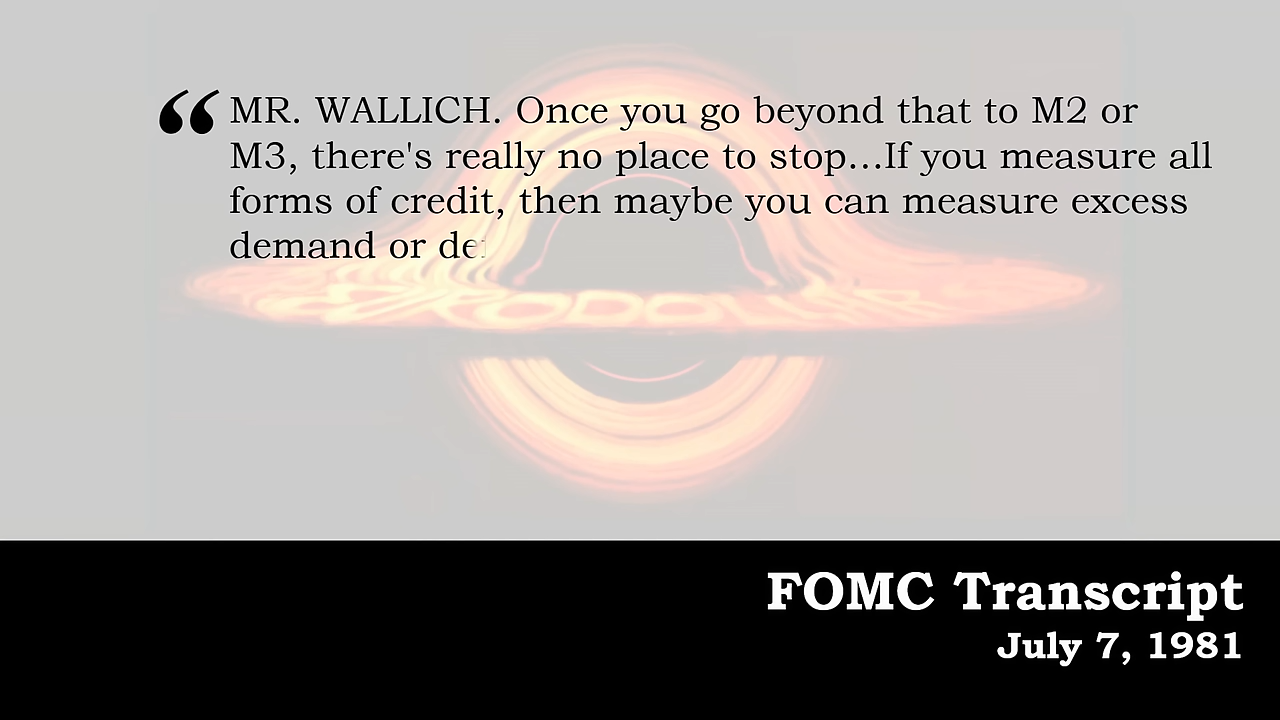 “MR. WALLICH. Once you go beyond that to M2 or
M3, there's really no place to stop...If you measure all
forms of credit, then maybe you can measure excess
demand or
FOMC Transcript
July 7, 1981